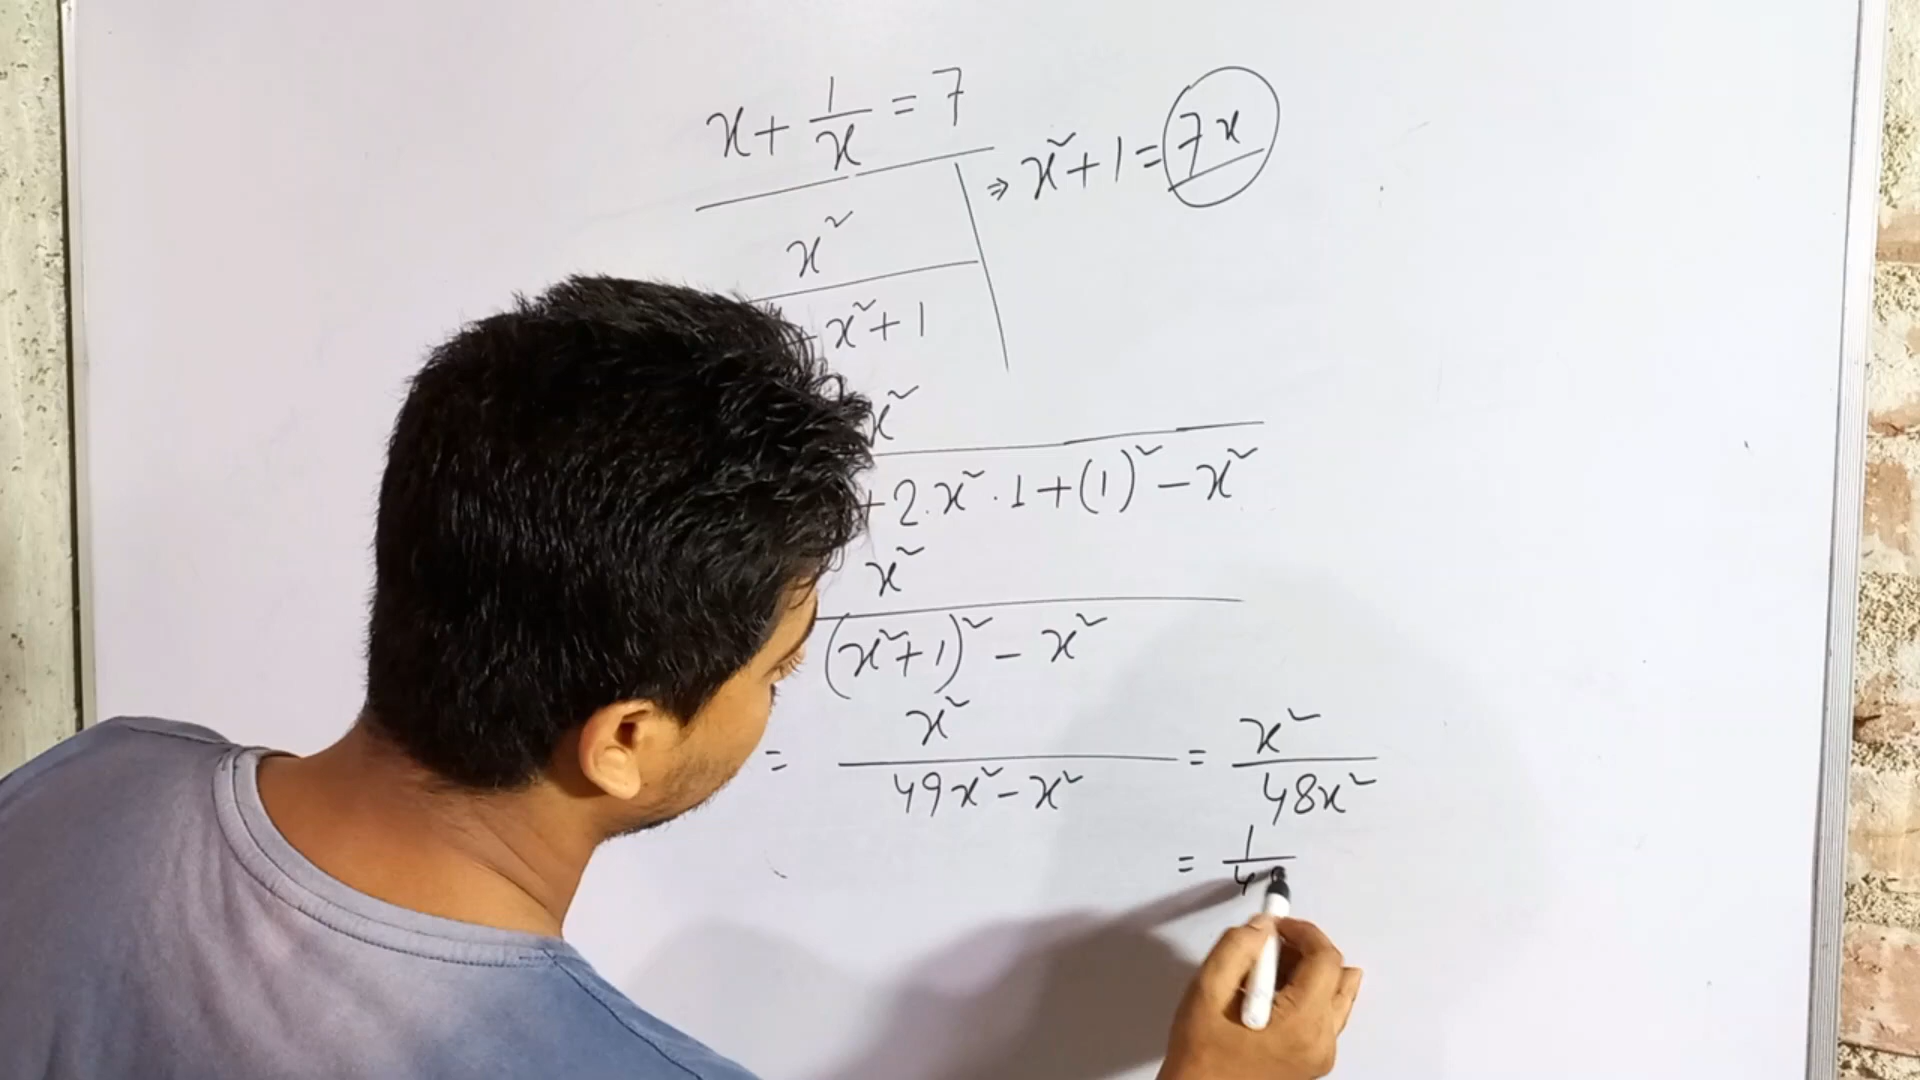 x + 1/x = 7
⇒ x² + 1 = 7x
x²
x² + 1
x²
+ 2.x².1 + (1)² - x²
x²
(x² + 1)² - x²
= x²/49x² - x² = x²/48x²
= 1/4